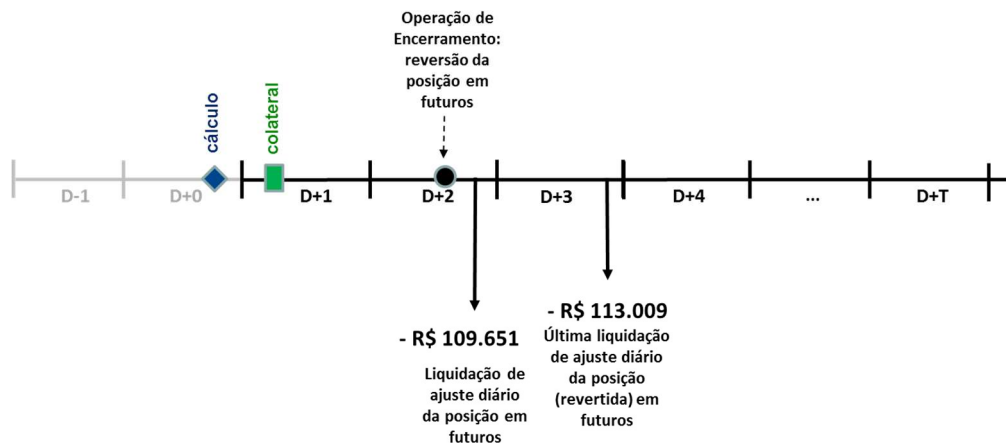 Operação de
Encerramento:
reversão da
posição em
futuros
cálculo
colateral
D-1
D+0
D+1
D+2
D+3
D+4
...
D+T
- R$ 109.651
Liquidação de
ajuste diário
da posição em
futuros
- R$ 113.009
Última liquidação
de ajuste diário
da posição
(revertida) em
futuros